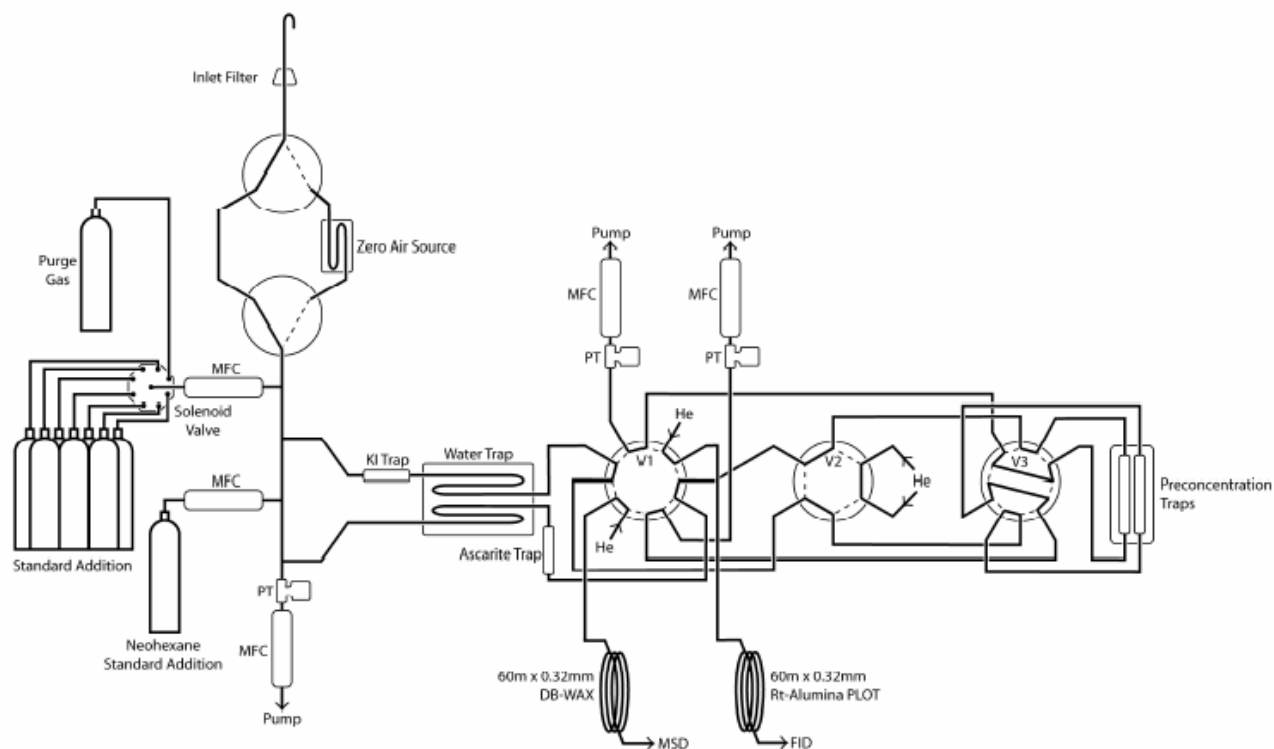 Inlet Filter
Zero Air Source
Purge
Gas
MFC
Solenoid
Valve
Standard Addition
MFC
Neohexane
Standard Addition
PT
MFC
Pump
KI Trap
Water Trap
Ascarite Trap
Pump
MFC
PT
Pump
MFC
PT
He
V1
He
V2
He
V3
Preconcentration
Traps
60m x 0.32mm
DB-WAX
MSD
60m x 0.32mm
Rt-Alumina PLOT
FID